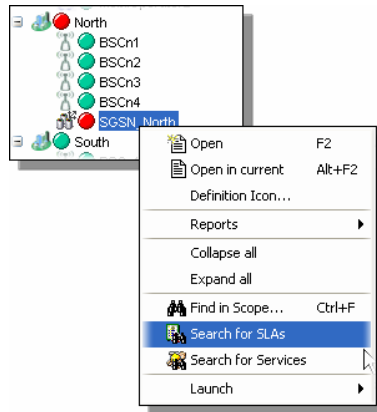 North
BSCn1
BSCn2
BSCn3
BSCn4
SGSN_North
South
Open F2
Open in current Alt+F2
Definition Icon...
Reports
Collapse all
Expand all
Find in Scope... Ctrl+F
Search for SLAs
Search for Services
Launch